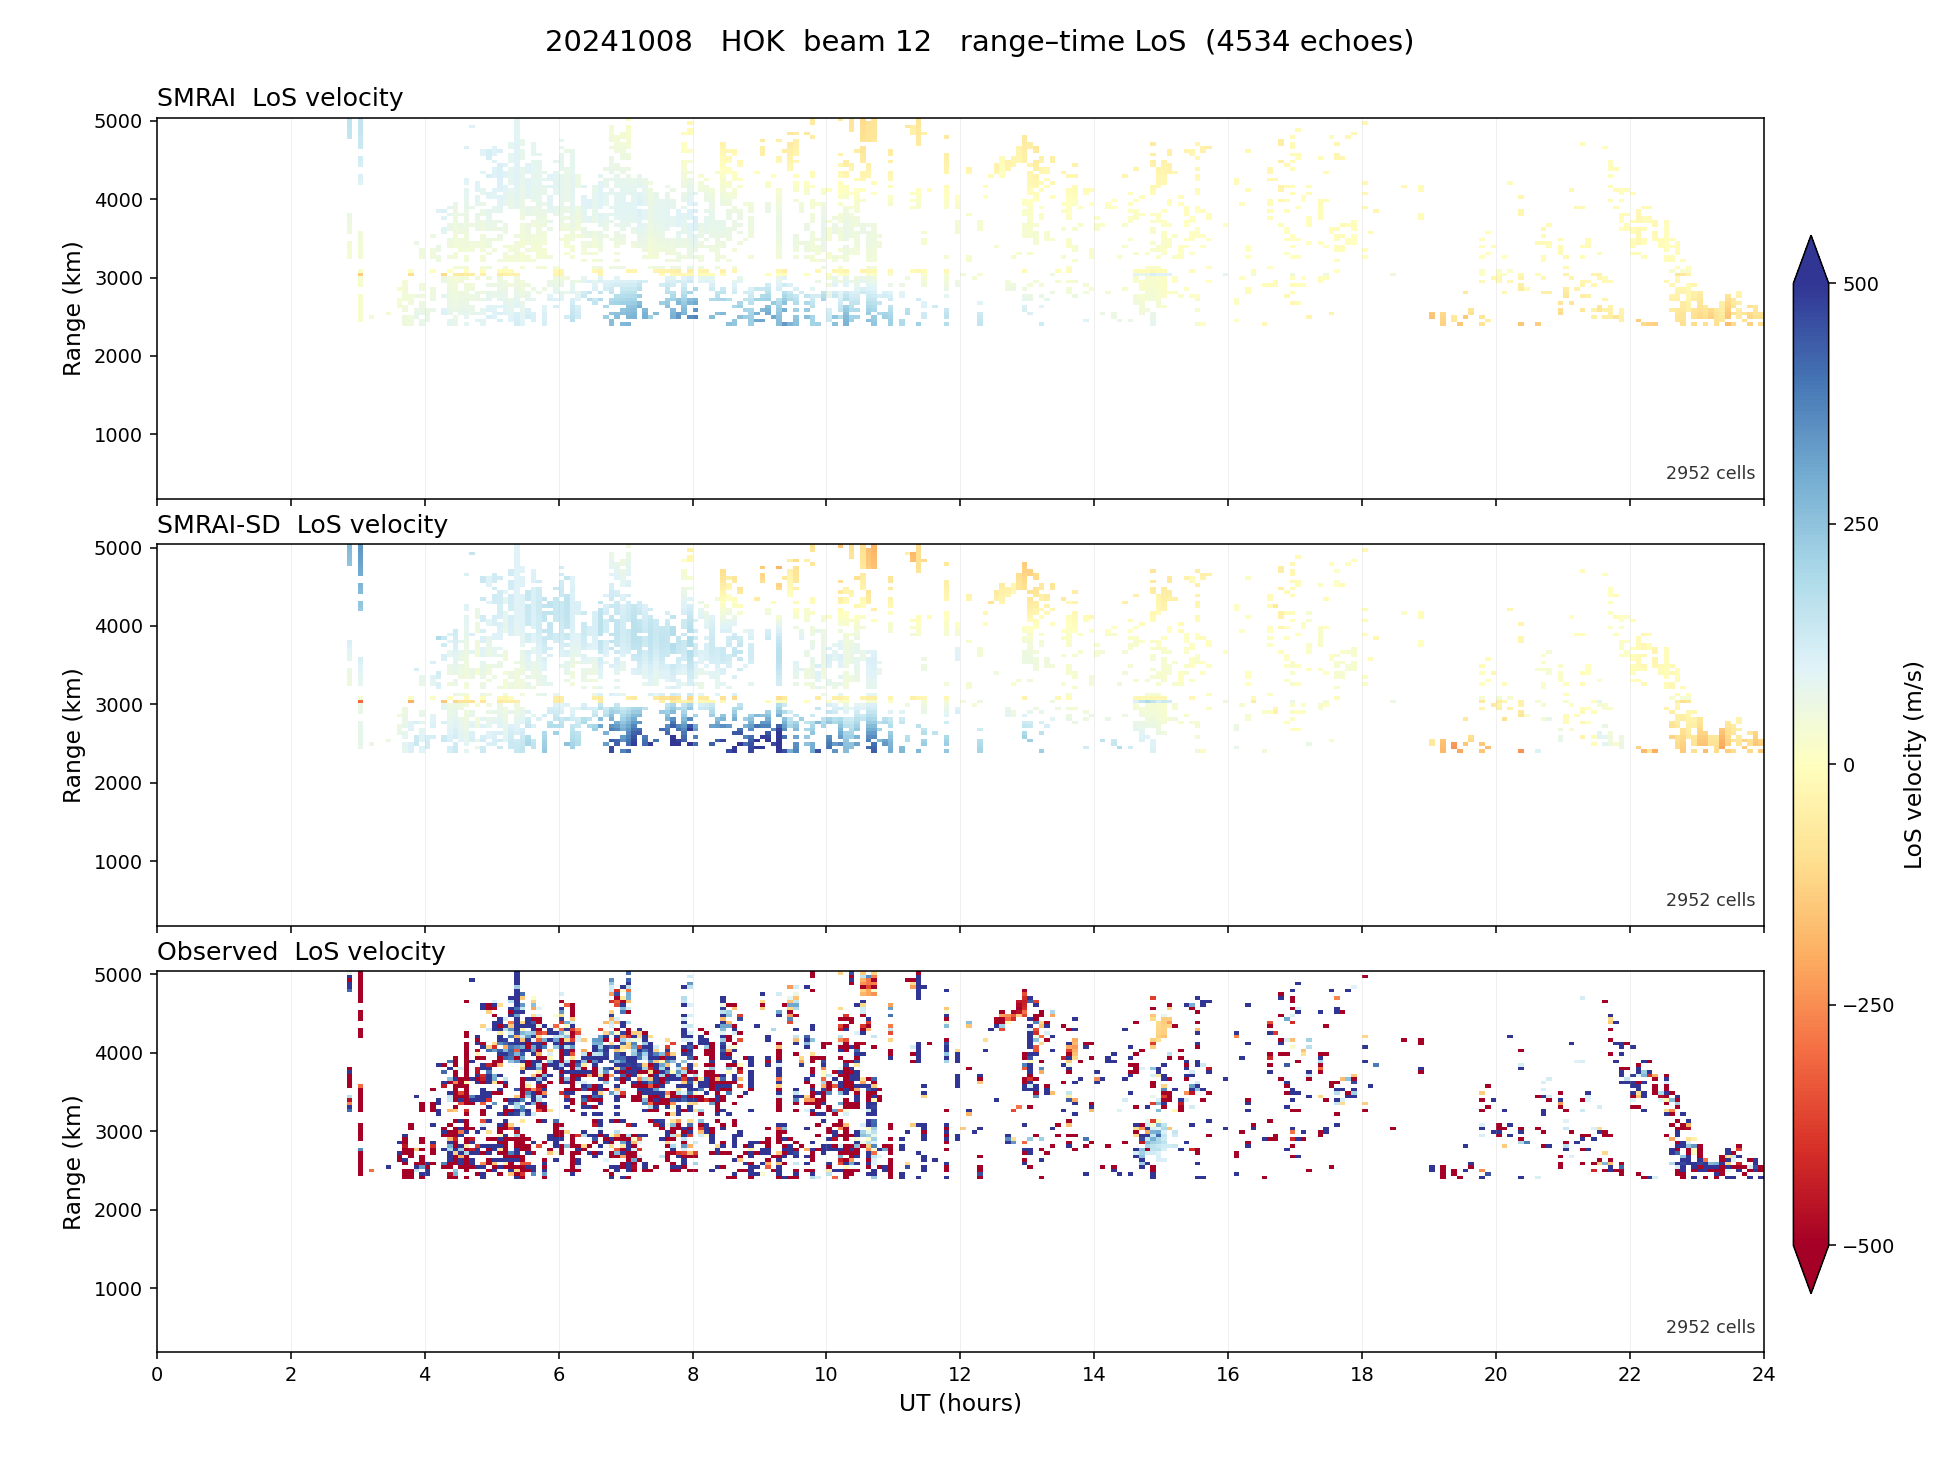 20241008   HOK  beam 12   range–time LoS  (4534 echoes)
SMRAI  LoS velocity
5000
4000
3000
2000
1000
Range (km)
2952 cells
SMRAI-SD  LoS velocity
5000
4000
3000
2000
1000
Range (km)
2952 cells
Observed  LoS velocity
5000
4000
3000
2000
1000
Range (km)
2952 cells
0 2 4 6 8 10 12 14 16 18 20 22 24
UT (hours)
500
250
0
−250
−500
LoS velocity (m/s)